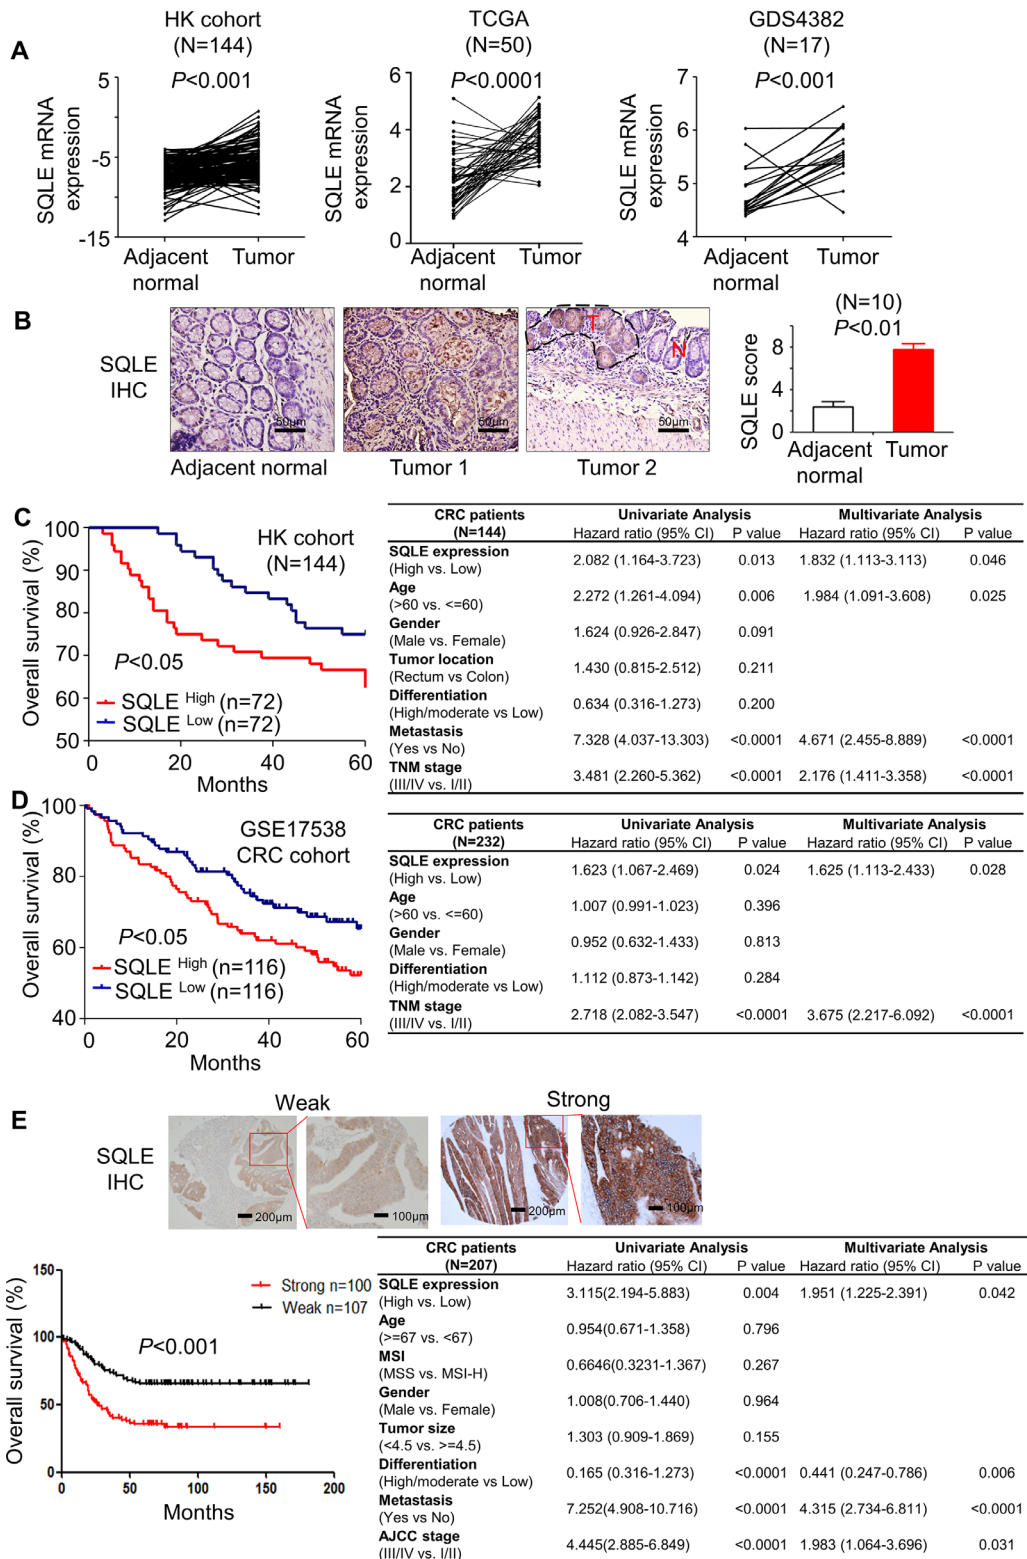 A
HK cohort
(N=144)
P<0.001
SQLE mRNA
expression
5
-5
-15
Adjacent
normal
Tumor
TCGA
(N=50)
P<0.0001
SQLE mRNA
expression
6
4
2
0
Adjacent
normal
Tumor
GDS4382
(N=17)
P<0.001
SQLE mRNA
expression
7
6
5
4
Adjacent
normal
Tumor
B
SQLE
IHC
50μm
Adjacent normal
50μm
Tumor 1
T
N
50μm
Tumor 2
(N=10)
P<0.01
SQLE score
8
4
0
Adjacent
normal
Tumor
C
Overall survival (%)
100
90
80
70
60
50
HK cohort
(N=144)
P<0.05
SQLE High (n=72)
SQLE Low (n=72)
0 20 40 60
Months
CRC patients Univariate Analysis Multivariate Analysis
(N=144) Hazard ratio (95% CI) P value Hazard ratio (95% CI) P value
SQLE expression
(High vs. Low) 2.082 (1.164-3.723) 0.013 1.832 (1.113-3.113) 0.046
Age
(>60 vs. <=60) 2.272 (1.261-4.094) 0.006 1.984 (1.091-3.608) 0.025
Gender
(Male vs. Female) 1.624 (0.926-2.847) 0.091
Tumor location
(Rectum vs Colon) 1.430 (0.815-2.512) 0.211
Differentiation
(High/moderate vs Low) 0.634 (0.316-1.273) 0.200
Metastasis
(Yes vs No) 7.328 (4.037-13.303) <0.0001 4.671 (2.455-8.889) <0.0001
TNM stage
(III/IV vs. I/II) 3.481 (2.260-5.362) <0.0001 2.176 (1.411-3.358) <0.0001
D
Overall survival (%)
100
80
60
40
GSE17538
CRC cohort
P<0.05
SQLE High (n=116)
SQLE Low (n=116)
0 20 40 60
Months
CRC patients Univariate Analysis Multivariate Analysis
(N=232) Hazard ratio (95% CI) P value Hazard ratio (95% CI) P value
SQLE expression
(High vs. Low) 1.623 (1.067-2.469) 0.024 1.625 (1.113-2.433) 0.028
Age
(>60 vs. <=60) 1.007 (0.991-1.023) 0.396
Gender
(Male vs. Female) 0.952 (0.632-1.433) 0.813
Differentiation
(High/moderate vs Low) 1.112 (0.873-1.142) 0.284
TNM stage
(III/IV vs. I/II) 2.718 (2.082-3.547) <0.0001 3.675 (2.217-6.092) <0.0001
E
SQLE
IHC
Weak
200μm
100μm
Strong
200μm
100μm
Overall survival (%)
150
100
50
0
Strong n=100
Weak n=107
P<0.001
0 50 100 150 200
Months
CRC patients Univariate Analysis Multivariate Analysis
(N=207) Hazard ratio (95% CI) P value Hazard ratio (95% CI) P value
SQLE expression
(High vs. Low) 3.115(2.194-5.883) 0.004 1.951 (1.225-2.391) 0.042
Age
(>=67 vs. <67) 0.954(0.671-1.358) 0.796
MSI
(MSS vs. MSI-H) 0.6646(0.3231-1.367) 0.267
Gender
(Male vs. Female) 1.008(0.706-1.440) 0.964
Tumor size
(<4.5 vs. >=4.5) 1.303 (0.909-1.869) 0.155
Differentiation
(High/moderate vs Low) 0.165 (0.316-1.273) <0.0001 0.441 (0.247-0.786) 0.006
Metastasis
(Yes vs No) 7.252(4.908-10.716) <0.0001 4.315 (2.734-6.811) <0.0001
AJCC stage
(III/IV vs. I/II) 4.445(2.885-6.849) <0.0001 1.983 (1.064-3.696) 0.031